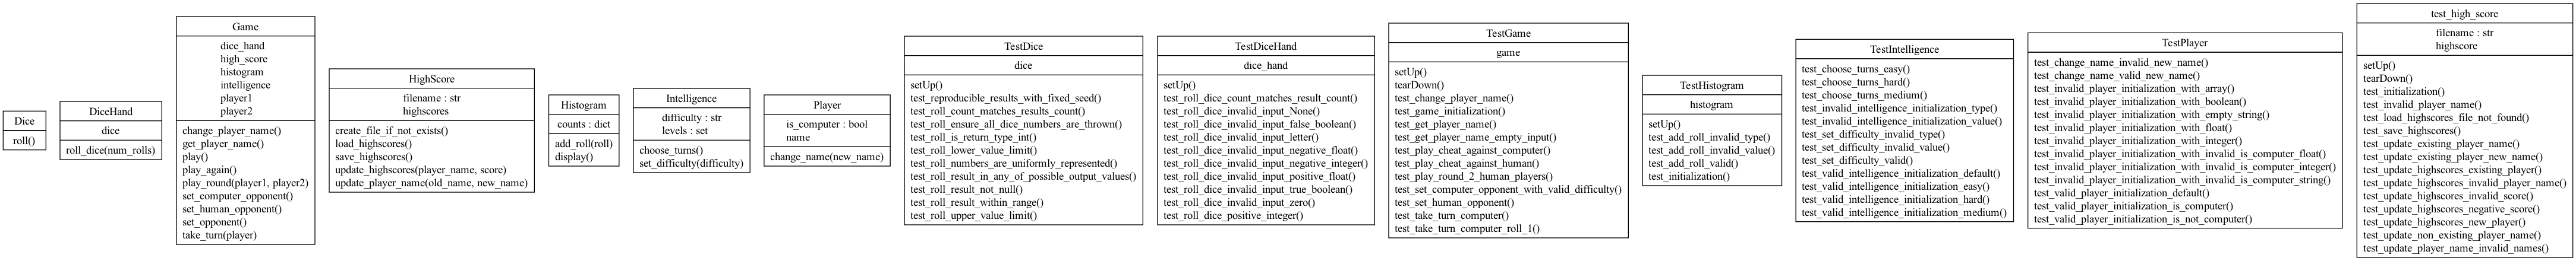 Dice
roll()
DiceHand
dice
roll_dice(num_rolls)
Game
dice_hand
high_score
histogram
intelligence
player1
player2
change_player_name()
get_player_name()
play()
play_again()
play_round(player1, player2)
set_computer_opponent()
set_human_opponent()
set_opponent()
take_turn(player)
HighScore
filename : str
highscores
create_file_if_not_exists()
load_highscores()
save_highscores()
update_highscores(player_name, score)
update_player_name(old_name, new_name)
Histogram
counts : dict
add_roll(roll)
display()
Intelligence
difficulty : str
levels : set
choose_turns()
set_difficulty(difficulty)
Player
is_computer : bool
name
change_name(new_name)
TestDice
dice
setUp()
test_reproducible_results_with_fixed_seed()
test_roll_count_matches_results_count()
test_roll_ensure_all_dice_numbers_are_thrown()
test_roll_is_return_type_int()
test_roll_lower_value_limit()
test_roll_numbers_are_uniformly_represented()
test_roll_result_in_any_of_possible_output_values()
test_roll_result_not_null()
test_roll_result_within_range()
test_roll_upper_value_limit()
TestDiceHand
dice_hand
setUp()
test_roll_dice_count_matches_result_count()
test_roll_dice_invalid_input_None()
test_roll_dice_invalid_input_false_boolean()
test_roll_dice_invalid_input_letter()
test_roll_dice_invalid_input_negative_float()
test_roll_dice_invalid_input_negative_integer()
test_roll_dice_invalid_input_positive_float()
test_roll_dice_invalid_input_true_boolean()
test_roll_dice_invalid_input_zero()
test_roll_dice_positive_integer()
TestGame
game
setUp()
tearDown()
test_change_player_name()
test_game_initialization()
test_get_player_name()
test_get_player_name_empty_input()
test_play_cheat_against_computer()
test_play_cheat_against_human()
test_play_round_2_human_players()
test_set_computer_opponent_with_valid_difficulty()
test_set_human_opponent()
test_take_turn_computer()
test_take_turn_computer_roll_1()
TestHistogram
histogram
setUp()
test_add_roll_invalid_type()
test_add_roll_invalid_value()
test_add_roll_valid()
test_initialization()
TestIntelligence
test_choose_turns_easy()
test_choose_turns_hard()
test_choose_turns_medium()
test_invalid_intelligence_initialization_type()
test_invalid_intelligence_initialization_value()
test_set_difficulty_invalid_type()
test_set_difficulty_invalid_value()
test_set_difficulty_valid()
test_valid_intelligence_initialization_default()
test_valid_intelligence_initialization_easy()
test_valid_intelligence_initialization_hard()
test_valid_intelligence_initialization_medium()
TestPlayer
test_change_name_invalid_new_name()
test_change_name_valid_new_name()
test_invalid_player_initialization_with_array()
test_invalid_player_initialization_with_boolean()
test_invalid_player_initialization_with_empty_string()
test_invalid_player_initialization_with_float()
test_invalid_player_initialization_with_integer()
test_invalid_player_initialization_with_invalid_is_computer_float()
test_invalid_player_initialization_with_invalid_is_computer_integer()
test_invalid_player_initialization_with_invalid_is_computer_string()
test_valid_player_initialization_default()
test_valid_player_initialization_is_computer()
test_valid_player_initialization_is_not_computer()
test_high_score
filename : str
highscore
setUp()
tearDown()
test_initialization()
test_invalid_player_name()
test_load_highscores_file_not_found()
test_save_highscores()
test_update_existing_player_name()
test_update_existing_player_new_name()
test_update_highscores_existing_player()
test_update_highscores_invalid_player_name()
test_update_highscores_invalid_score()
test_update_highscores_negative_score()
test_update_highscores_new_player()
test_update_non_existing_player_name()
test_update_player_name_invalid_names()